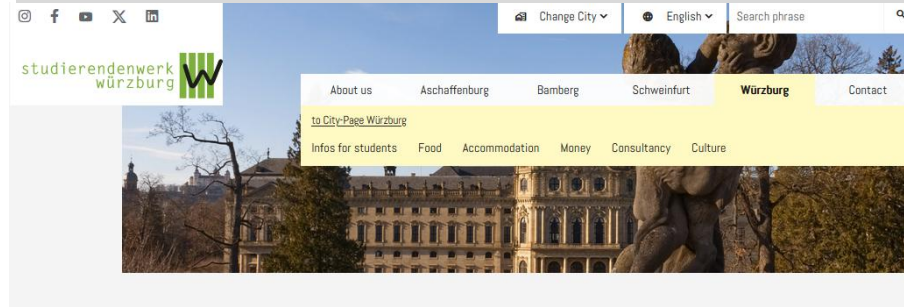 Change City
English
Search phrase
studierendenwerk
würzburg
About us
Aschaffenburg
Bamberg
Schweinfurt
Würzburg
Contact
to City-Page Würzburg
Infos for students
Food
Accommodation
Money
Consultancy
Culture